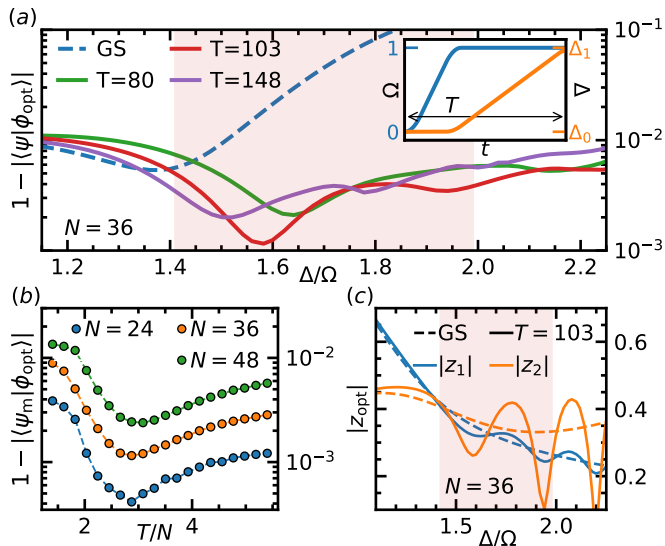 (a)
1 − |⟨ψ|ϕopt⟩|
GS
T=103
T=80
T=148
N = 36
10⁻¹
10⁻²
10⁻³
1
0
Ω
T
t
Δ₁
Δ₀
Δ
1.2 1.4 1.6 1.8 2.0 2.2
Δ/Ω
(b)
1 − |⟨ψm|ϕopt⟩|
N = 24
N = 36
N = 48
10⁻²
10⁻³
2 4
T/N
(c)
|zopt|
GS
T = 103
|z₁|
|z₂|
N = 36
0.6
0.4
0.2
1.5 2.0
Δ/Ω